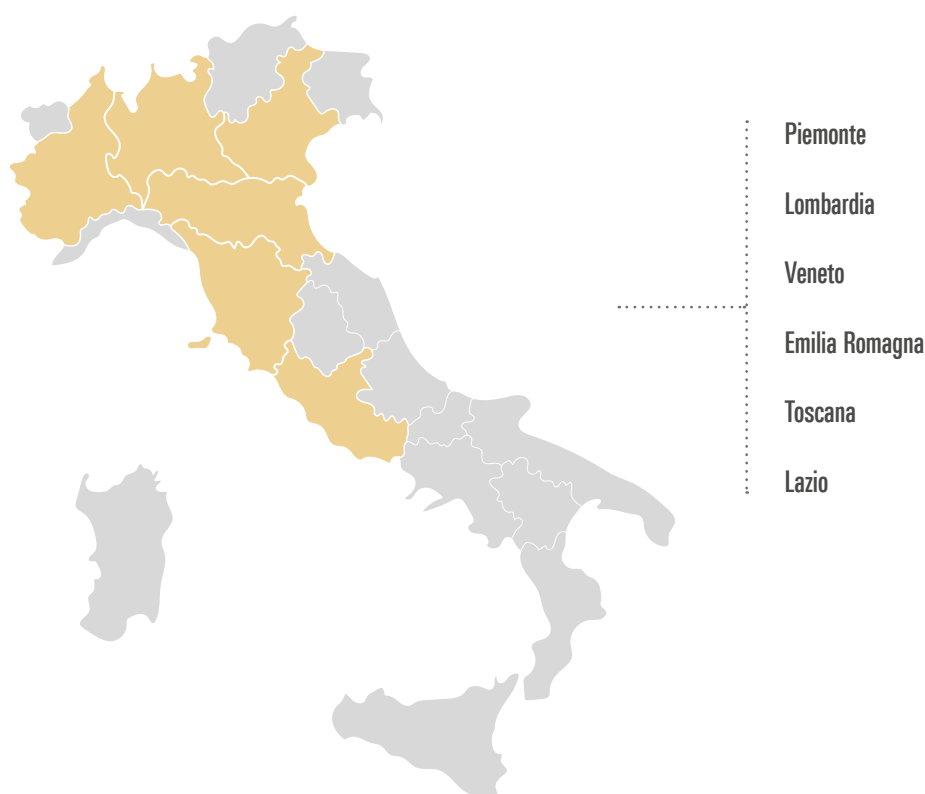 Piemonte
Lombardia
Veneto
Emilia Romagna
Toscana
Lazio